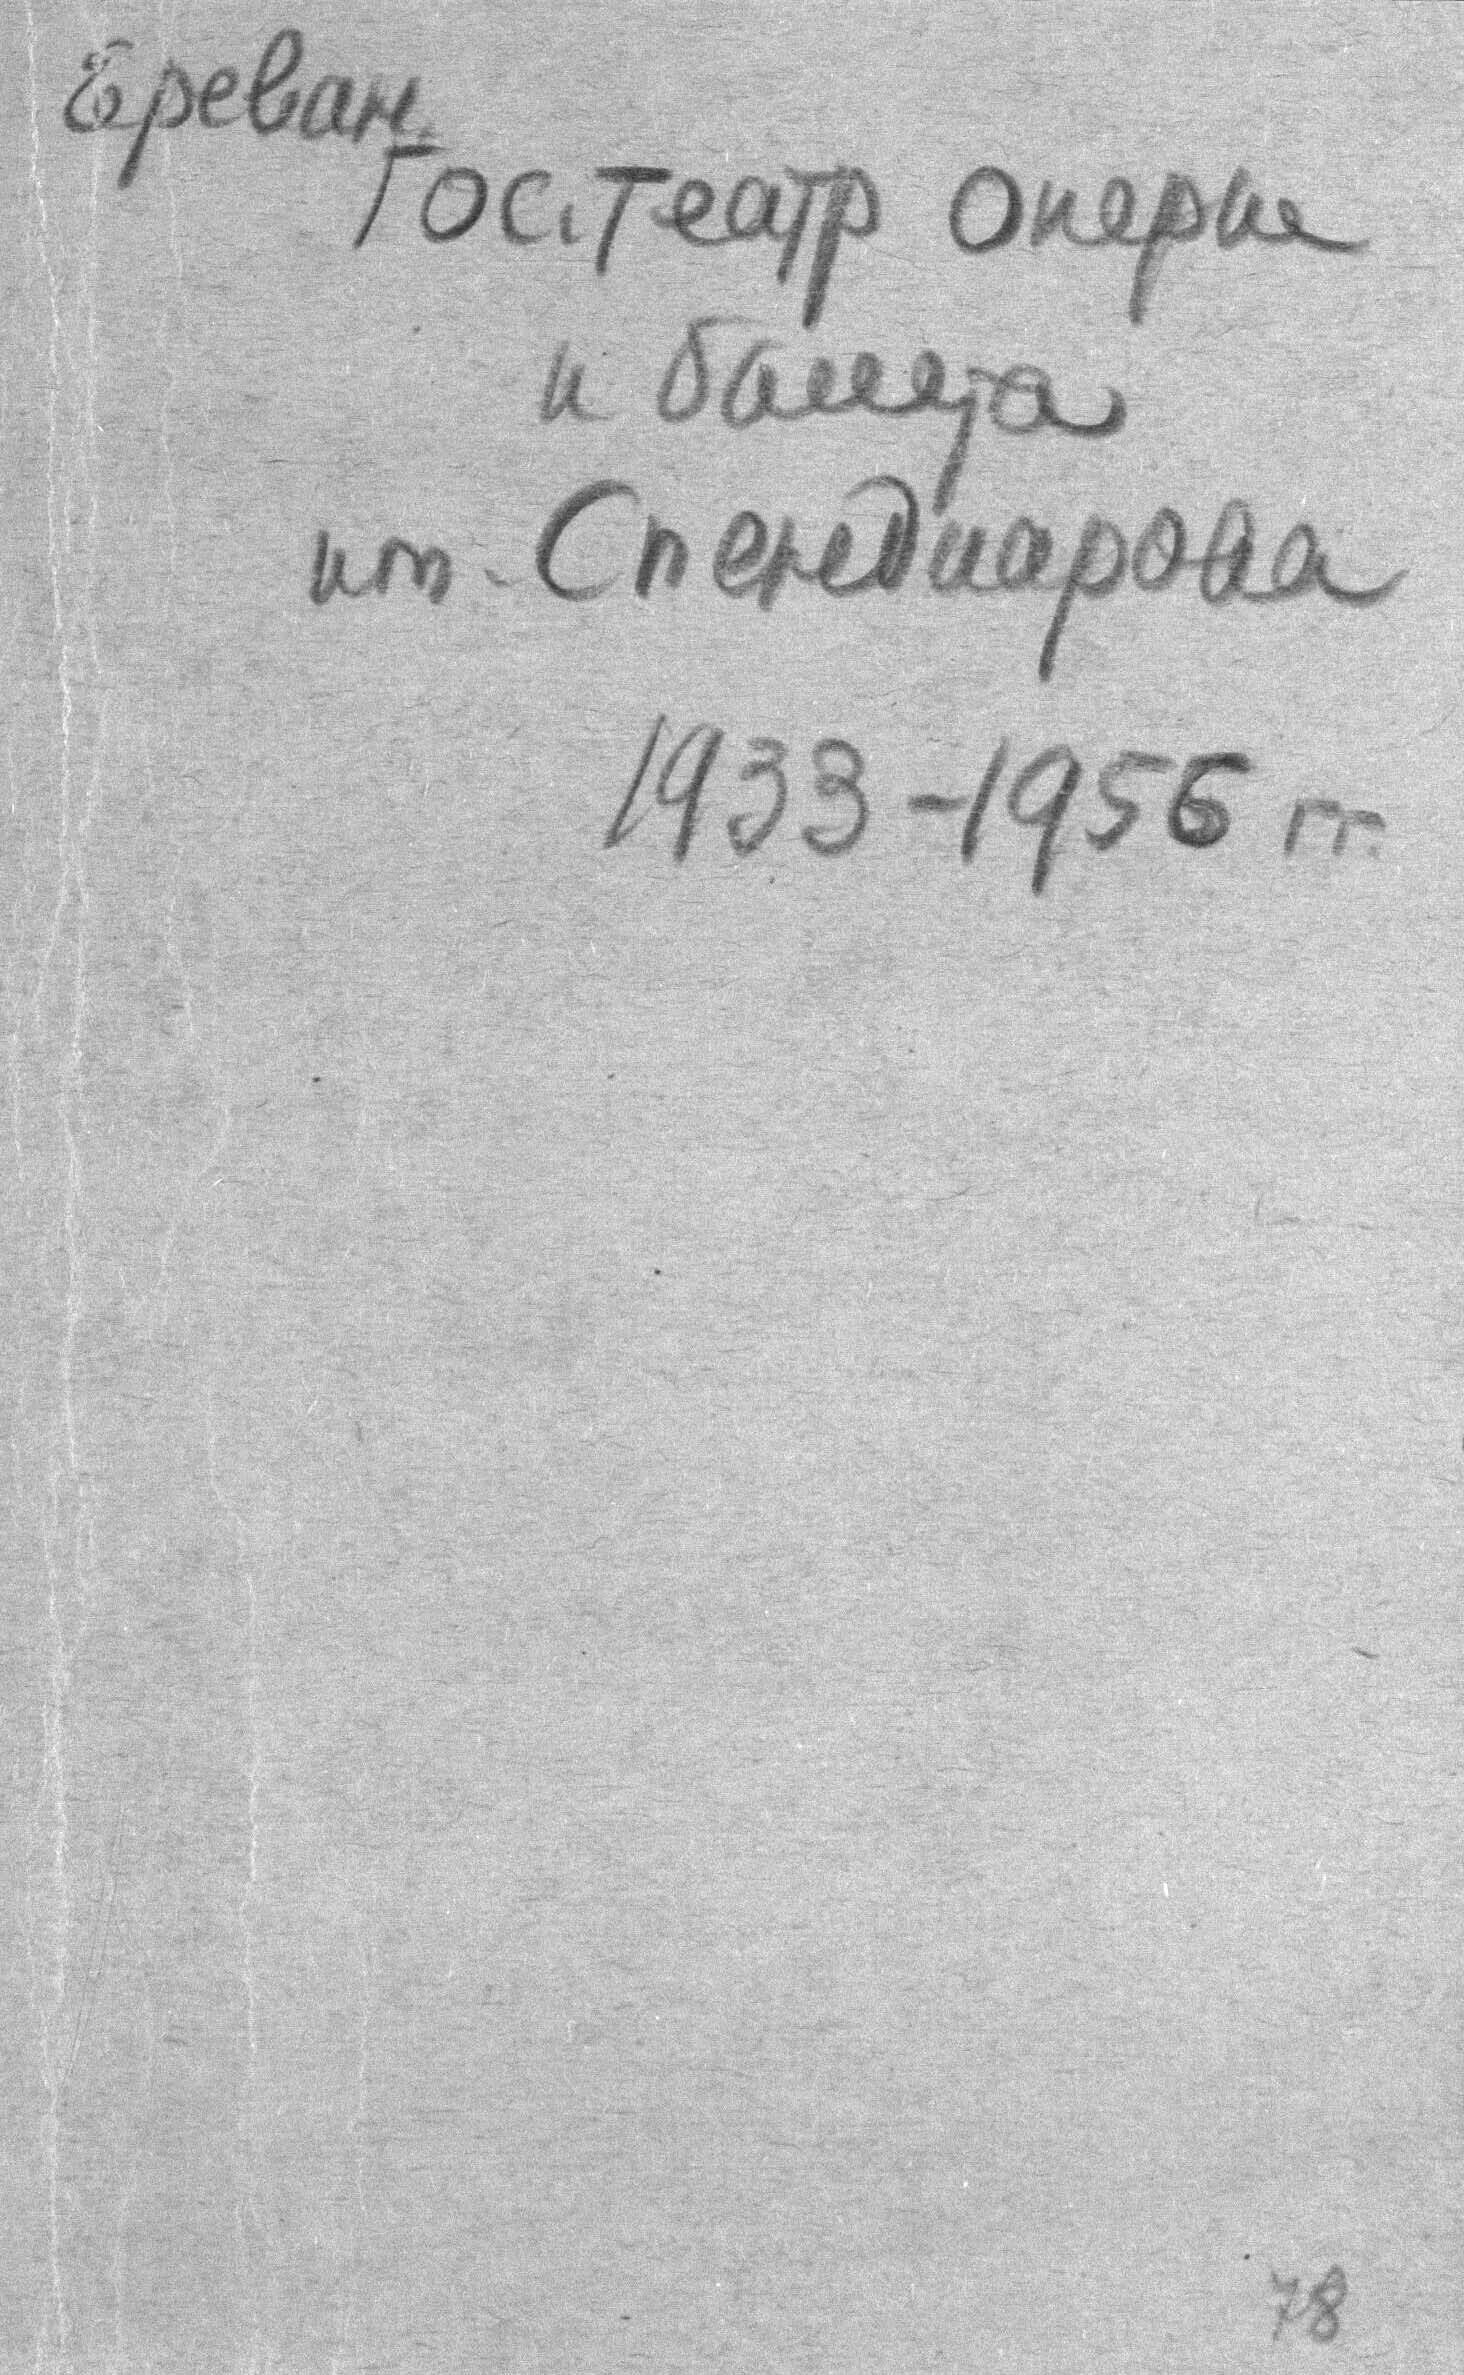 Ереван.
Гос. театр оперы
и балета
им. Спендиарова
1933-1956 гг.
78